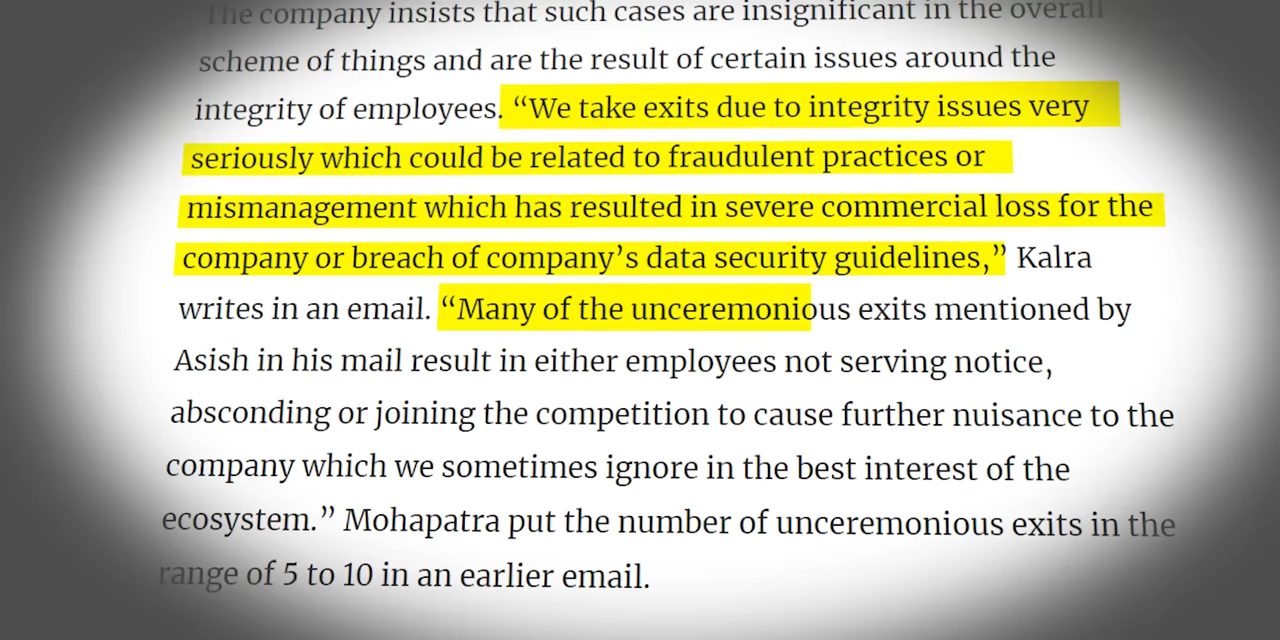 The company insists that such cases are insignificant in the overall
scheme of things and are the result of certain issues around the
integrity of employees. “We take exits due to integrity issues very
seriously which could be related to fraudulent practices or
mismanagement which has resulted in severe commercial loss for the
company or breach of company’s data security guidelines,” Kalra
writes in an email. “Many of the unceremonious exits mentioned by
Asish in his mail result in either employees not serving notice,
absconding or joining the competition to cause further nuisance to the
company which we sometimes ignore in the best interest of the
ecosystem.” Mohapatra put the number of unceremonious exits in the
range of 5 to 10 in an earlier email.